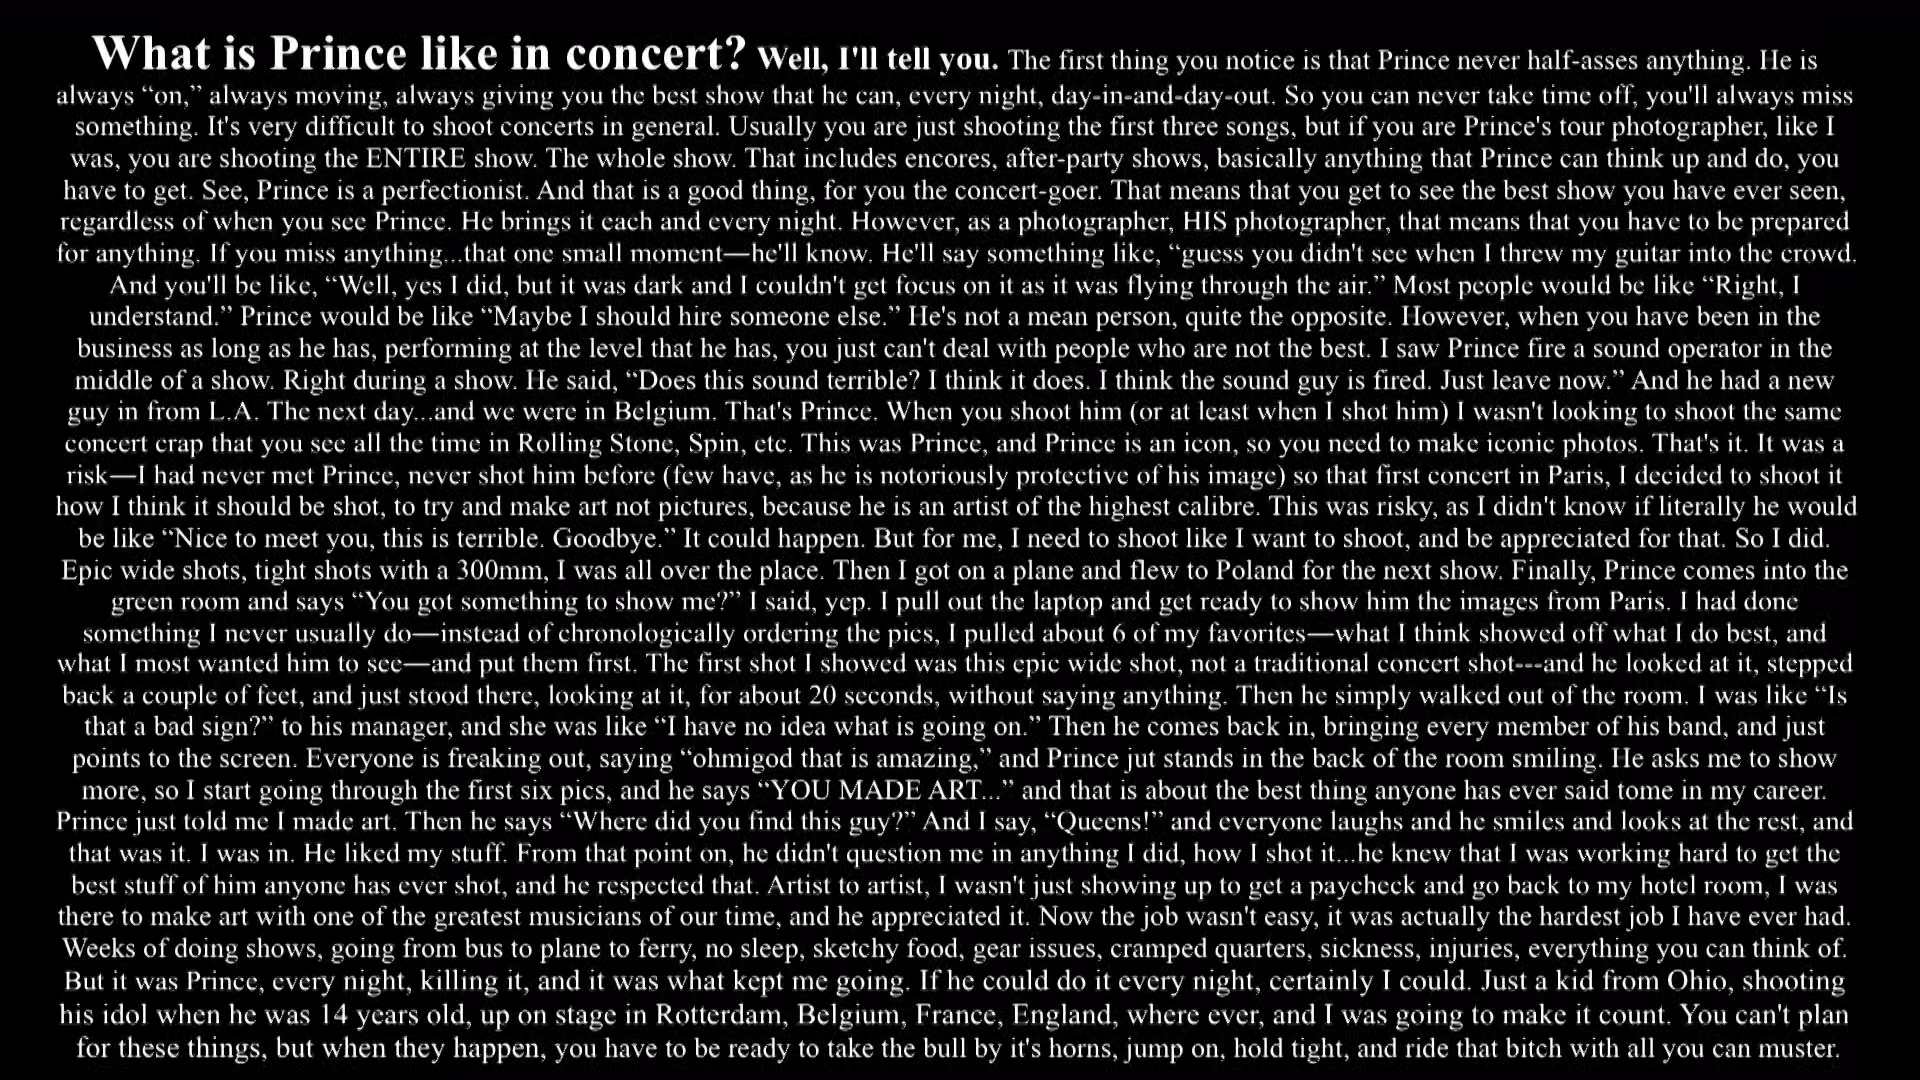 What is Prince like in concert? Well, I'll tell you. The first thing you notice is that Prince never half-asses anything. He is
always “on,” always moving, always giving you the best show that he can, every night, day-in-and-day-out. So you can never take time off, you'll always miss
something. It's very difficult to shoot concerts in general. Usually you are just shooting the first three songs, but if you are Prince's tour photographer, like I
was, you are shooting the ENTIRE show. The whole show. That includes encores, after-party shows, basically anything that Prince can think up and do, you
have to get. See, Prince is a perfectionist. And that is a good thing, for you the concert-goer. That means that you get to see the best show you have ever seen,
regardless of when you see Prince. He brings it each and every night. However, as a photographer, HIS photographer, that means that you have to be prepared
for anything. If you miss anything...that one small moment—he'll know. He'll say something like, “guess you didn't see when I threw my guitar into the crowd.
And you'll be like, “Well, yes I did, but it was dark and I couldn't get focus on it as it was flying through the air.” Most people would be like “Right, I
understand.” Prince would be like “Maybe I should hire someone else.” He's not a mean person, quite the opposite. However, when you have been in the
business as long as he has, performing at the level that he has, you just can't deal with people who are not the best. I saw Prince fire a sound operator in the
middle of a show. Right during a show. He said, “Does this sound terrible? I think it does. I think the sound guy is fired. Just leave now.” And he had a new
guy in from L.A. The next day...and we were in Belgium. That's Prince. When you shoot him (or at least when I shot him) I wasn't looking to shoot the same
concert crap that you see all the time in Rolling Stone, Spin, etc. This was Prince, and Prince is an icon, so you need to make iconic photos. That's it. It was a
risk—I had never met Prince, never shot him before (few have, as he is notoriously protective of his image) so that first concert in Paris, I decided to shoot it
how I think it should be shot, to try and make art not pictures, because he is an artist of the highest calibre. This was risky, as I didn't know if literally he would
be like “Nice to meet you, this is terrible. Goodbye.” It could happen. But for me, I need to shoot like I want to shoot, and be appreciated for that. So I did.
Epic wide shots, tight shots with a 300mm, I was all over the place. Then I got on a plane and flew to Poland for the next show. Finally, Prince comes into the
green room and says “You got something to show me?” I said, yep. I pull out the laptop and get ready to show him the images from Paris. I had done
something I never usually do—instead of chronologically ordering the pics, I pulled about 6 of my favorites—what I think showed off what I do best, and
what I most wanted him to see—and put them first. The first shot I showed was this epic wide shot, not a traditional concert shot---and he looked at it, stepped
back a couple of feet, and just stood there, looking at it, for about 20 seconds, without saying anything. Then he simply walked out of the room. I was like “Is
that a bad sign?” to his manager, and she was like “I have no idea what is going on.” Then he comes back in, bringing every member of his band, and just
points to the screen. Everyone is freaking out, saying “ohmigod that is amazing,” and Prince jut stands in the back of the room smiling. He asks me to show
more, so I start going through the first six pics, and he says “YOU MADE ART...” and that is about the best thing anyone has ever said tome in my career.
Prince just told me I made art. Then he says “Where did you find this guy?” And I say, “Queens!” and everyone laughs and he smiles and looks at the rest, and
that was it. I was in. He liked my stuff. From that point on, he didn't question me in anything I did, how I shot it...he knew that I was working hard to get the
best stuff of him anyone has ever shot, and he respected that. Artist to artist, I wasn't just showing up to get a paycheck and go back to my hotel room, I was
there to make art with one of the greatest musicians of our time, and he appreciated it. Now the job wasn't easy, it was actually the hardest job I have ever had.
Weeks of doing shows, going from bus to plane to ferry, no sleep, sketchy food, gear issues, cramped quarters, sickness, injuries, everything you can think of.
But it was Prince, every night, killing it, and it was what kept me going. If he could do it every night, certainly I could. Just a kid from Ohio, shooting
his idol when he was 14 years old, up on stage in Rotterdam, Belgium, France, England, where ever, and I was going to make it count. You can't plan
for these things, but when they happen, you have to be ready to take the bull by it's horns, jump on, hold tight, and ride that bitch with all you can muster.